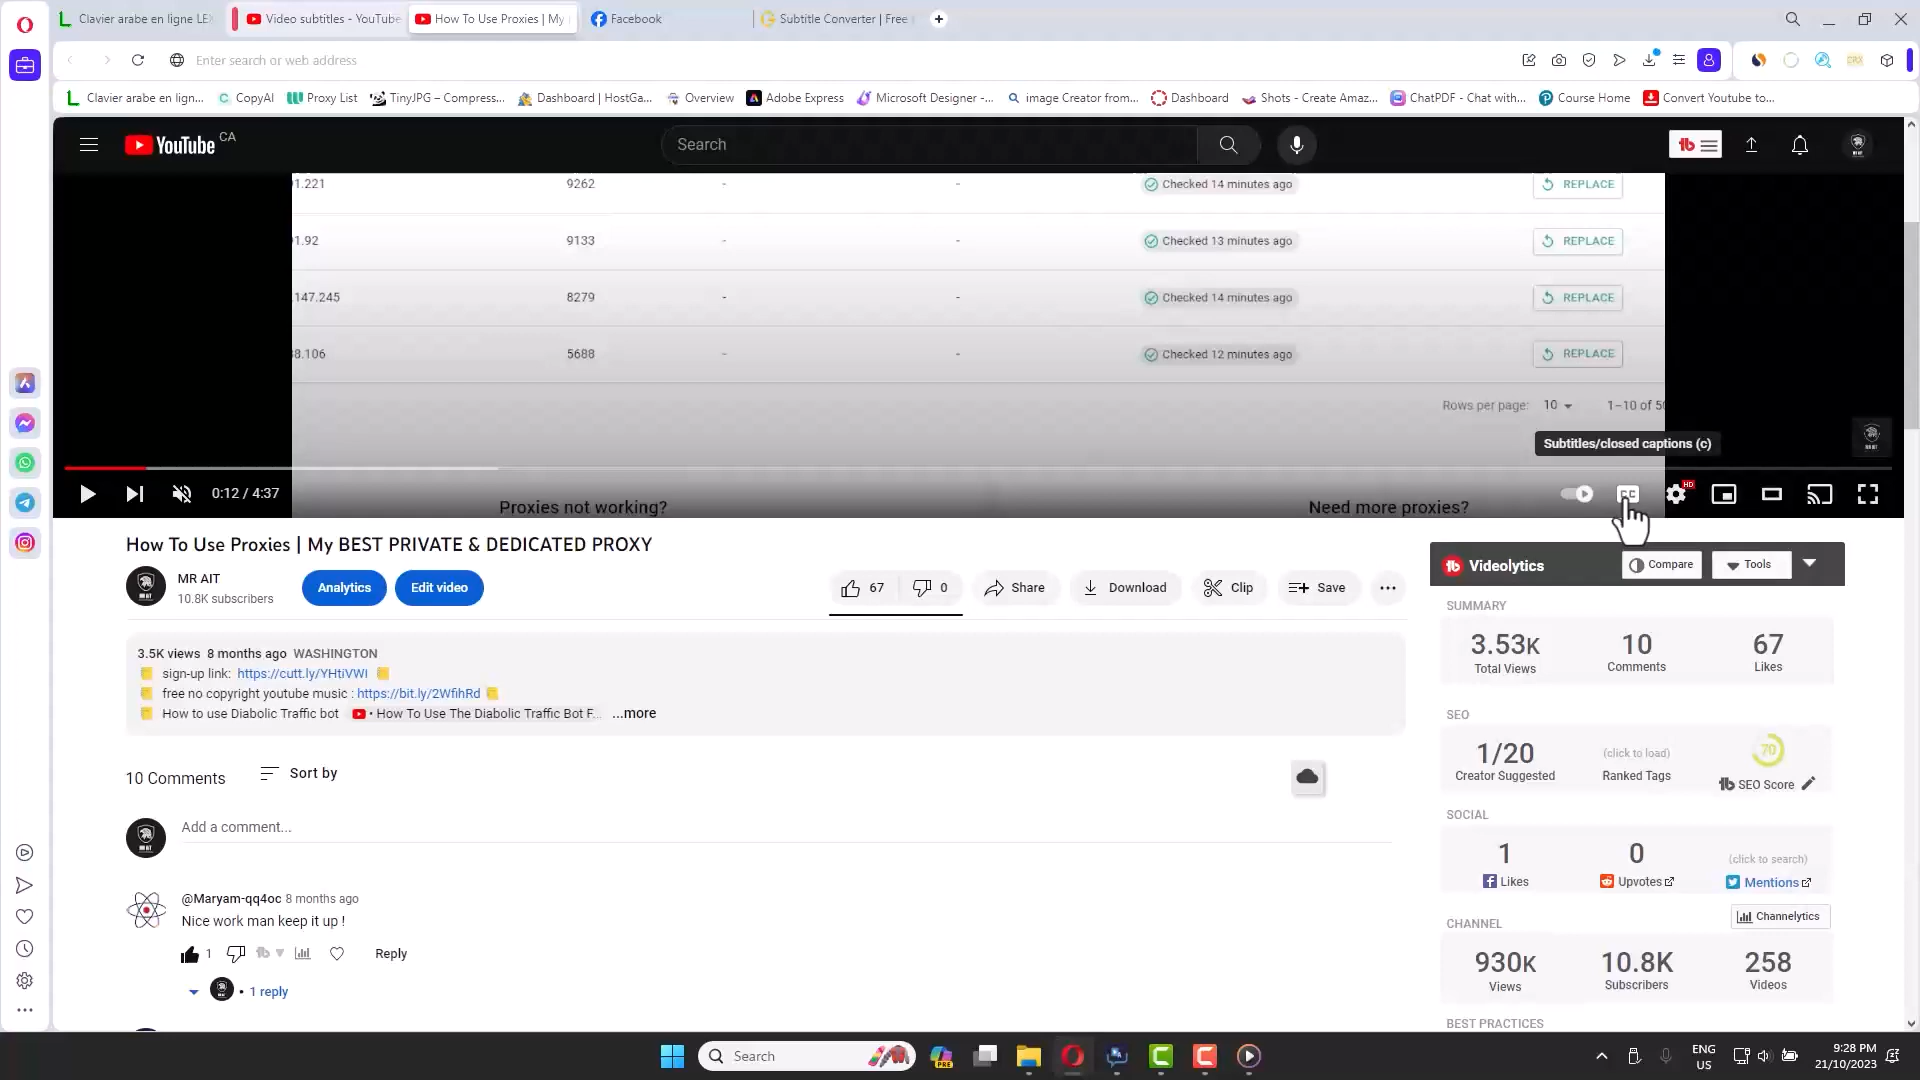 Clavier arabe en ligne LE
Video subtitles - YouTube
How To Use Proxies | My
Facebook
Subtitle Converter | Free
Enter search or web address
Clavier arabe en lign...
CopyAI
Proxy List
TinyJPG – Compress...
Dashboard | HostGa...
Overview
Adobe Express
Microsoft Designer -...
image Creator from...
Dashboard
Shots - Create Amaz...
ChatPDF - Chat with...
Course Home
Convert Youtube to...
YouTube CA
Search
1.221 9262 - - Checked 14 minutes ago REPLACE
1.92 9133 - - Checked 13 minutes ago REPLACE
.147.245 8279 - - Checked 14 minutes ago REPLACE
8.106 5688 - - Checked 12 minutes ago REPLACE
Rows per page: 10 1–10 of 50
Subtitles/closed captions (c)
0:12 / 4:37
HD
Proxies not working?
Need more proxies?
How To Use Proxies | My BEST PRIVATE & DEDICATED PROXY
MR AIT
10.8K subscribers
Analytics
Edit video
67
0
Share
Download
Clip
Save
3.5K views 8 months ago WASHINGTON
sign-up link: https://cutt.ly/YHtiVWI
free no copyright youtube music : https://bit.ly/2WfihRd
How to use Diabolic Traffic bot • How To Use The Diabolic Traffic Bot F... ...more
10 Comments
Sort by
Add a comment...
@Maryam-qq4oc 8 months ago
Nice work man keep it up !
1
Reply
• 1 reply
Videolytics
Compare
Tools
SUMMARY
3.53K 10 67
Total Views Comments Likes
SEO
1/20 (click to load) 70
Creator Suggested Ranked Tags SEO Score
SOCIAL
1 0 (click to search)
Likes Upvotes Mentions
CHANNEL
Channelytics
930K 10.8K 258
Views Subscribers Videos
BEST PRACTICES
Search
PRE
ENG
US
9:28 PM
21/10/2023